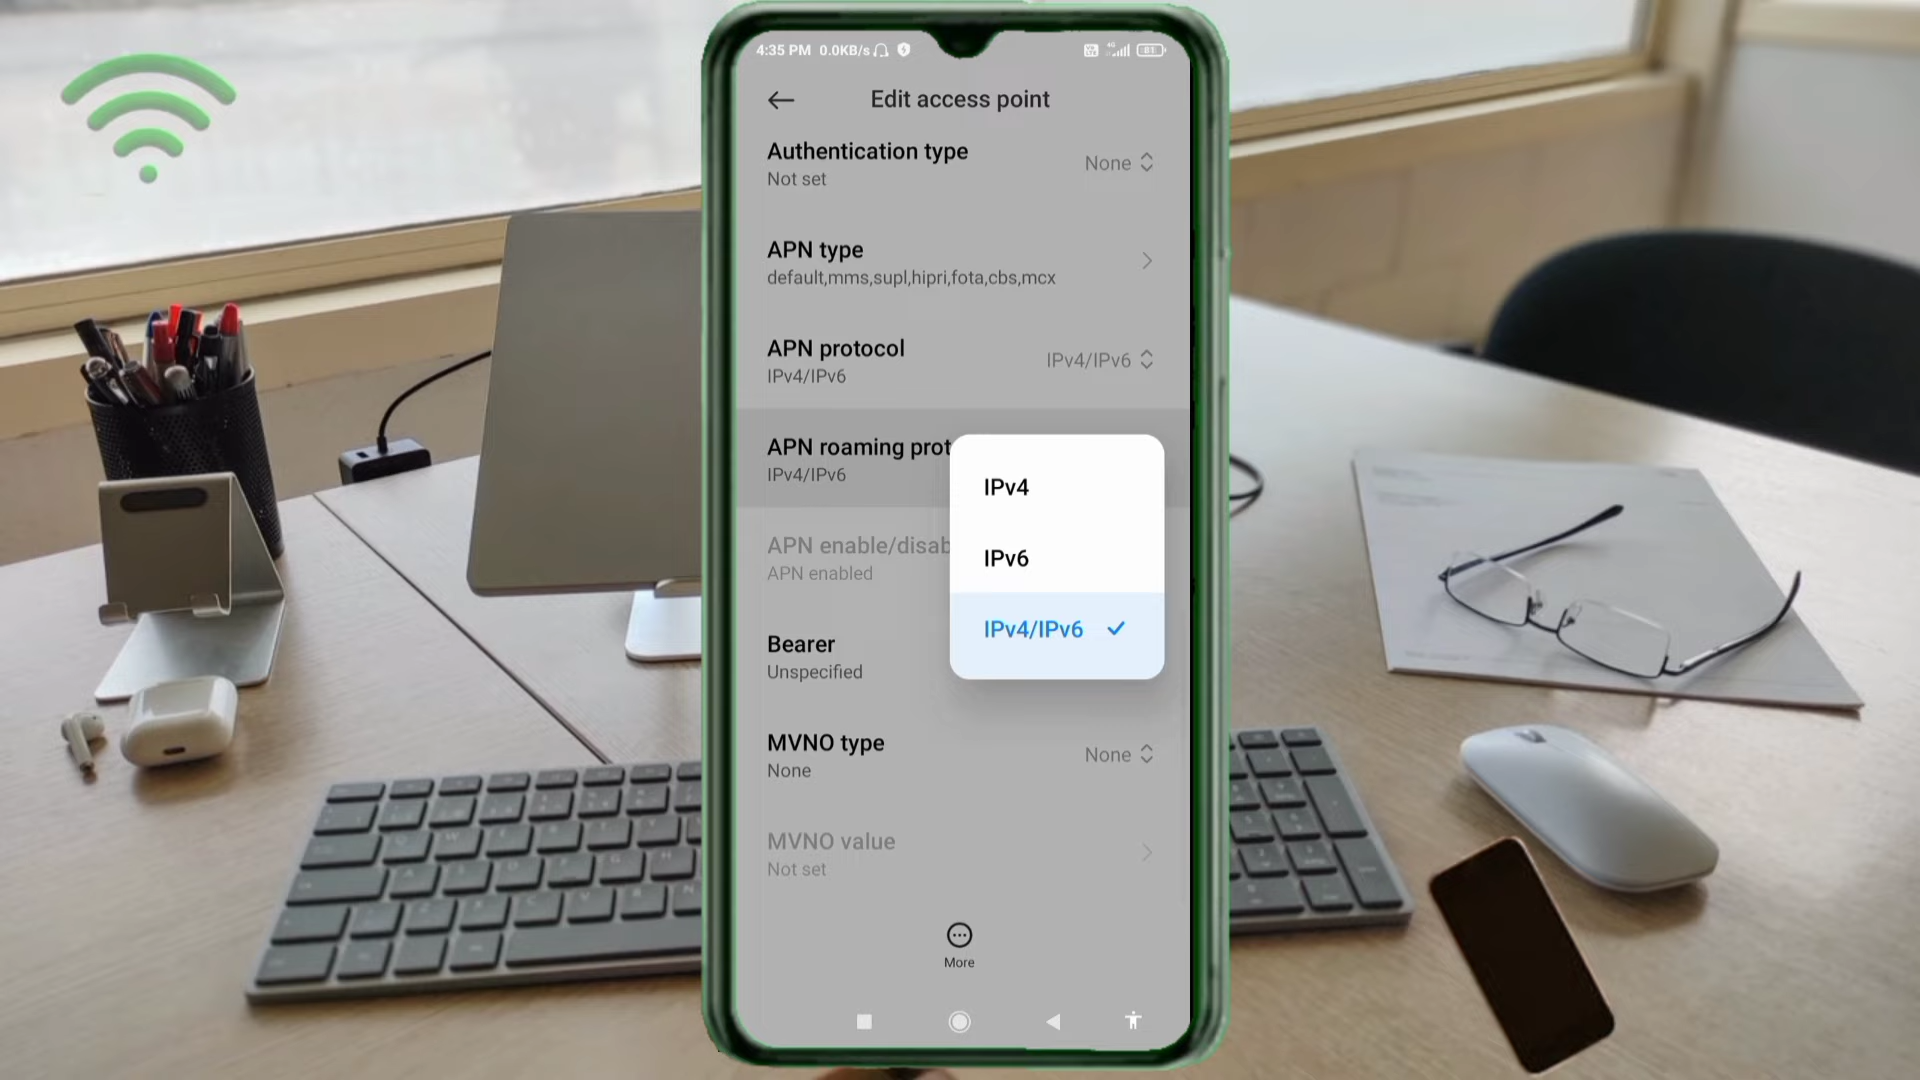 4:35 PM 0.0KB/s 4G 81
Edit access point
Authentication type
Not set
None
APN type
default,mms,supl,hipri,fota,cbs,mcx
APN protocol
IPv4/IPv6
IPv4/IPv6
APN roaming prot
IPv4/IPv6
IPv4
IPv6
IPv4/IPv6
APN enable/disab
APN enabled
Bearer
Unspecified
MVNO type
None
None
MVNO value
Not set
More